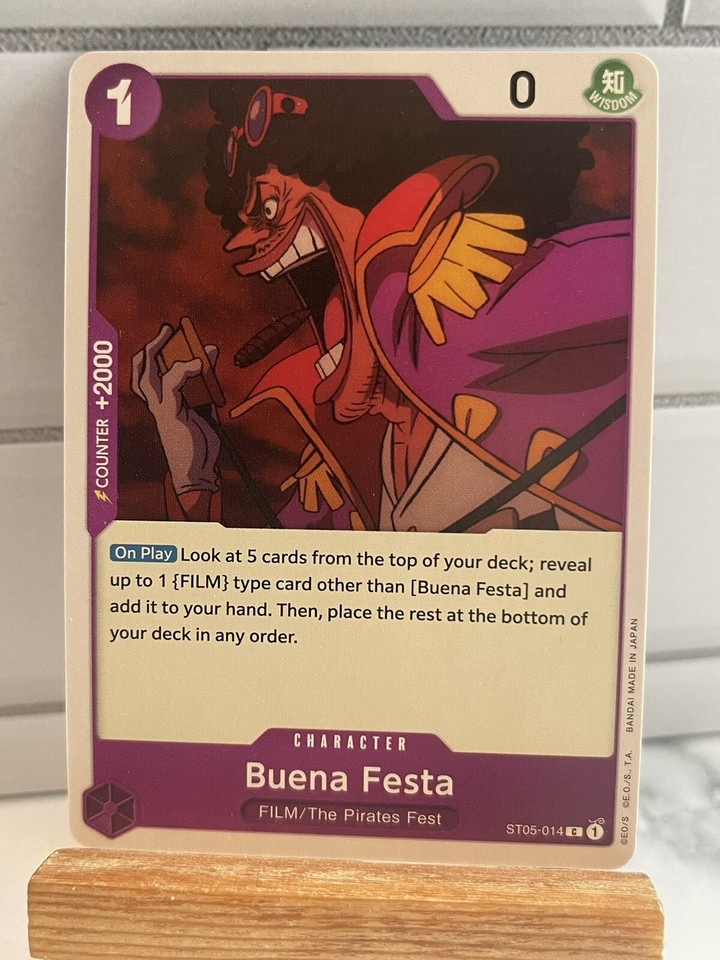 1
0
知
WISDOM
COUNTER +2000
On Play Look at 5 cards from the top of your deck; reveal
up to 1 {FILM} type card other than [Buena Festa] and
add it to your hand. Then, place the rest at the bottom of
your deck in any order.
CHARACTER
Buena Festa
FILM/The Pirates Fest
ST05-014 C 1
©E.O/S ©E.O./S., T.A. BANDAI MADE IN JAPAN